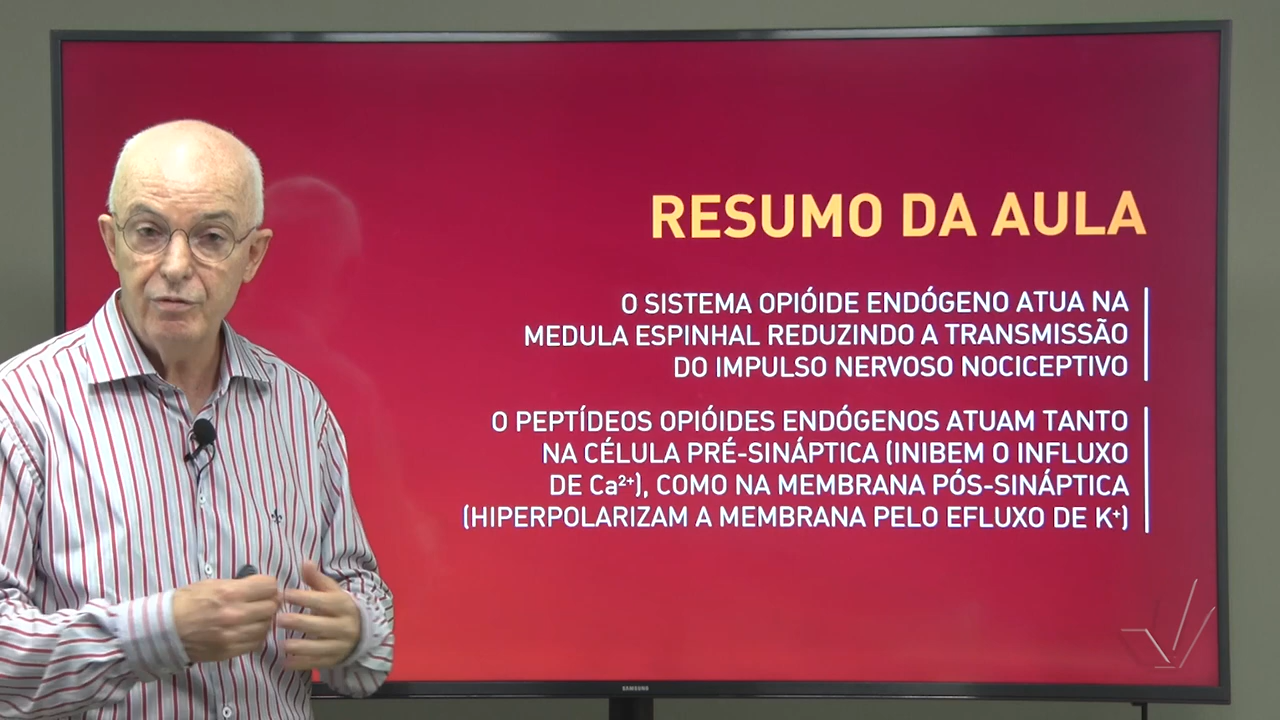 RESUMO DA AULA
O SISTEMA OPIÓIDE ENDÓGENO ATUA NA
MEDULA ESPINHAL REDUZINDO A TRANSMISSÃO
DO IMPULSO NERVOSO NOCICEPTIVO
O PEPTÍDEOS OPIÓIDES ENDÓGENOS ATUAM TANTO
NA CÉLULA PRÉ-SINÁPTICA (INIBEM O INFLUXO
DE Ca²⁺), COMO NA MEMBRANA PÓS-SINÁPTICA
(HIPERPOLARIZAM A MEMBRANA PELO EFLUXO DE K⁺)
SAMSUNG